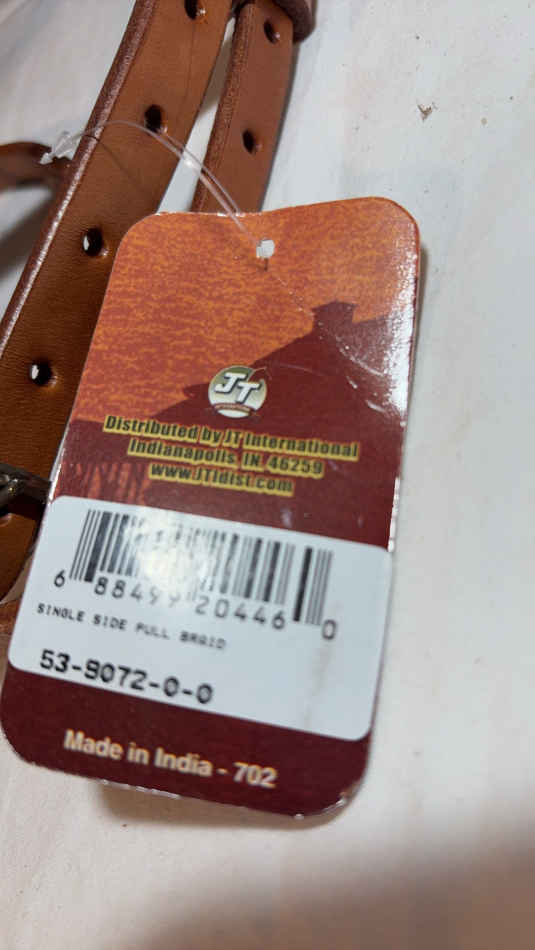 JT
Distributed by JT International
Indianapolis, IN 46259
www.JTidist.com
6 88499 20446 0
SINGLE SIDE PULL BRAID
53-9072-0-0
Made in India - 702